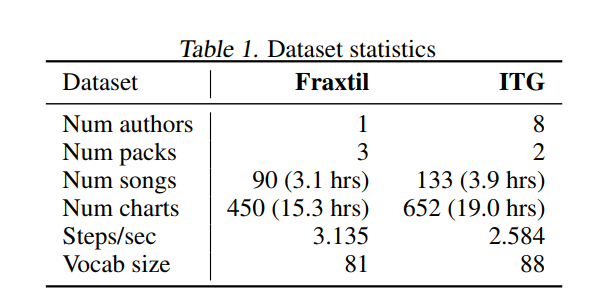 Table 1. Dataset statistics
Dataset Fraxtil ITG
Num authors 1 8
Num packs 3 2
Num songs 90 (3.1 hrs) 133 (3.9 hrs)
Num charts 450 (15.3 hrs) 652 (19.0 hrs)
Steps/sec 3.135 2.584
Vocab size 81 88